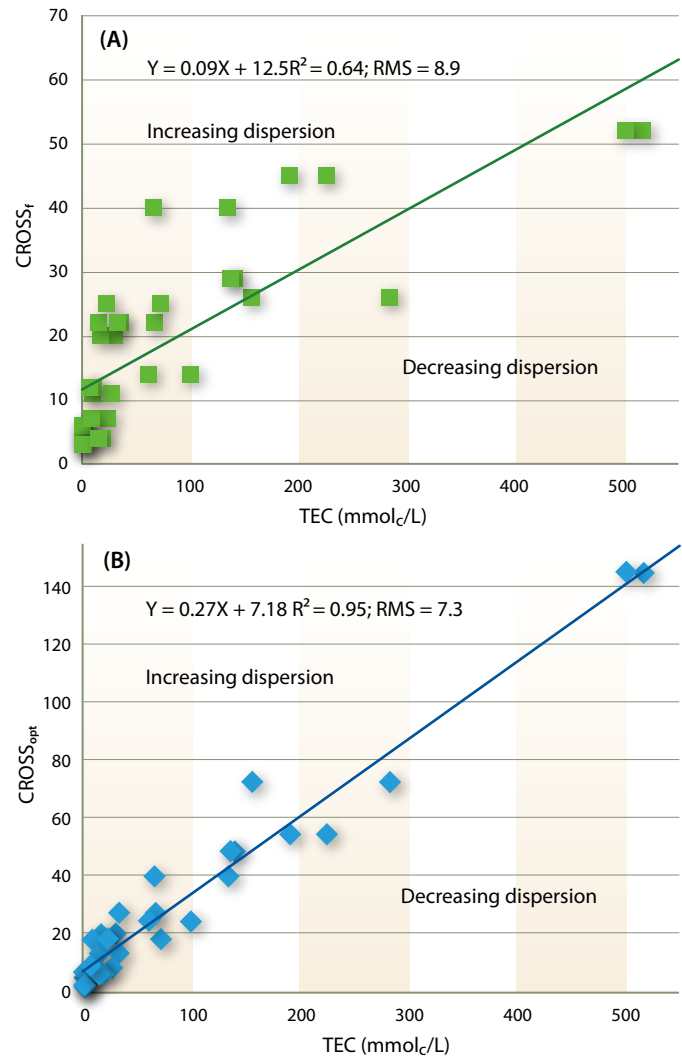 70
(A)
Y = 0.09X + 12.5R² = 0.64; RMS = 8.9
60
Increasing dispersion
50
40
CROSSf
30
20
Decreasing dispersion
10
0
0 100 200 300 400 500
TEC (mmolc/L)
(B)
140
Y = 0.27X + 7.18 R² = 0.95; RMS = 7.3
120
Increasing dispersion
100
80
CROSSopt
60
40
Decreasing dispersion
20
0
0 100 200 300 400 500
TEC (mmolc/L)